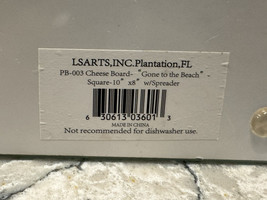 LSARTS,INC.Plantation,FL
PB-003 Cheese Board- "Gone to the Beach" -
Square-10" x8" w/Spreader
6 30613 03601 3
MADE IN CHINA
Not recommended for dishwasher use.